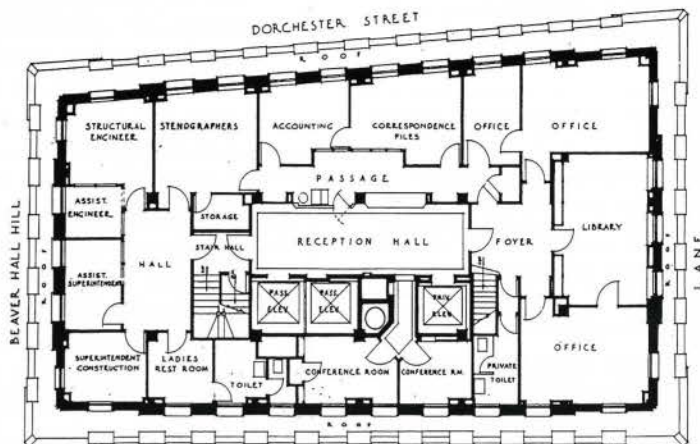 DORCHESTER STREET
ROOF
STRUCTURAL
ENGINEER
STENOGRAPHERS
ACCOUNTING
CORRESPONDENCE
FILES
OFFICE
OFFICE
PASSAGE
ASSIST.
ENGINEER
STORAGE
STAIR HALL
RECEPTION HALL
FOYER
LIBRARY
HALL
BEAVER HALL HILL
ROOF
ROOF
LANE
ASSIST.
SUPERINTENDENT
PASS.
ELEV
PASS.
ELEV
PRIV.
ELEV
SUPERINTENDENT
CONSTRUCTION
LADIES
REST ROOM
TOILET
CONFERENCE ROOM
CONFERENCE RM.
PRIVATE
TOILET
OFFICE
ROOF